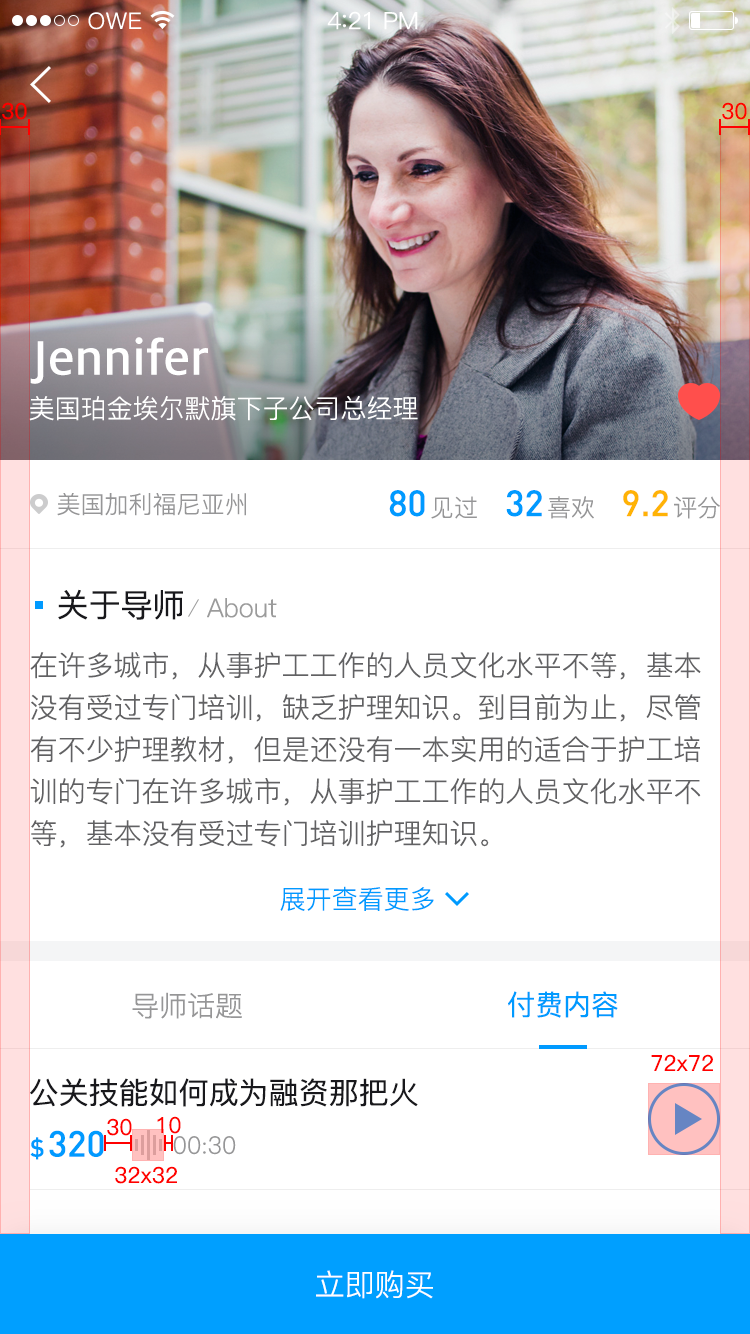 OWE 4:21 PM
30 30
Jennifer
美国珀金埃尔默旗下子公司总经理
美国加利福尼亚州 80 见过 32 喜欢 9.2 评分
关于导师 / About
在许多城市，从事护工工作的人员文化水平不等，基本
没有受过专门培训，缺乏护理知识。到目前为止，尽管
有不少护理教材，但是还没有一本实用的适合于护工培
训的专门在许多城市，从事护工工作的人员文化水平不
等，基本没有受过专门培训护理知识。
展开查看更多
导师话题 付费内容
72x72
公关技能如何成为融资那把火
30 10
$320 00:30
32x32
立即购买